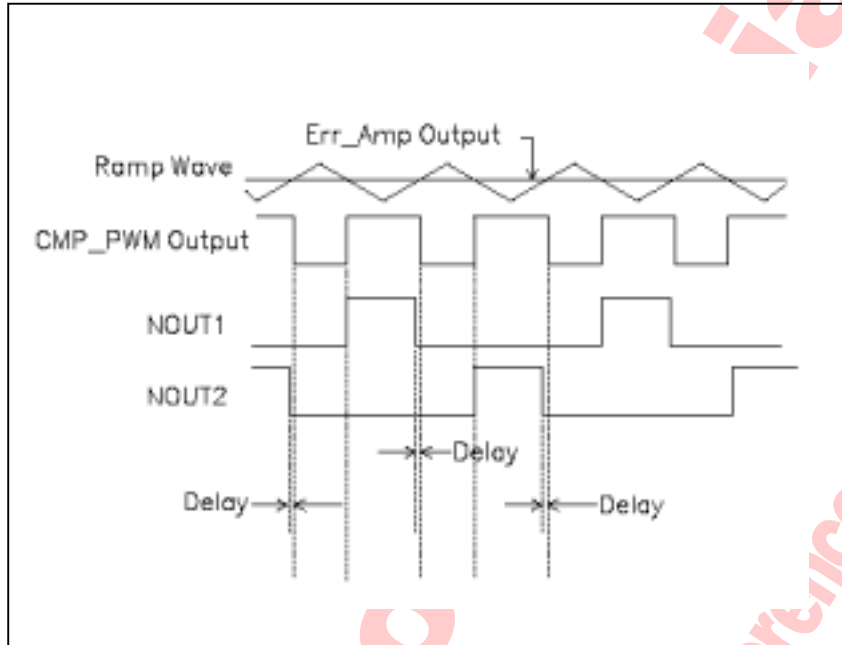 Err_Amp Output
Ramp Wave
CMP_PWM Output
NOUT1
NOUT2
Delay
Delay
Delay